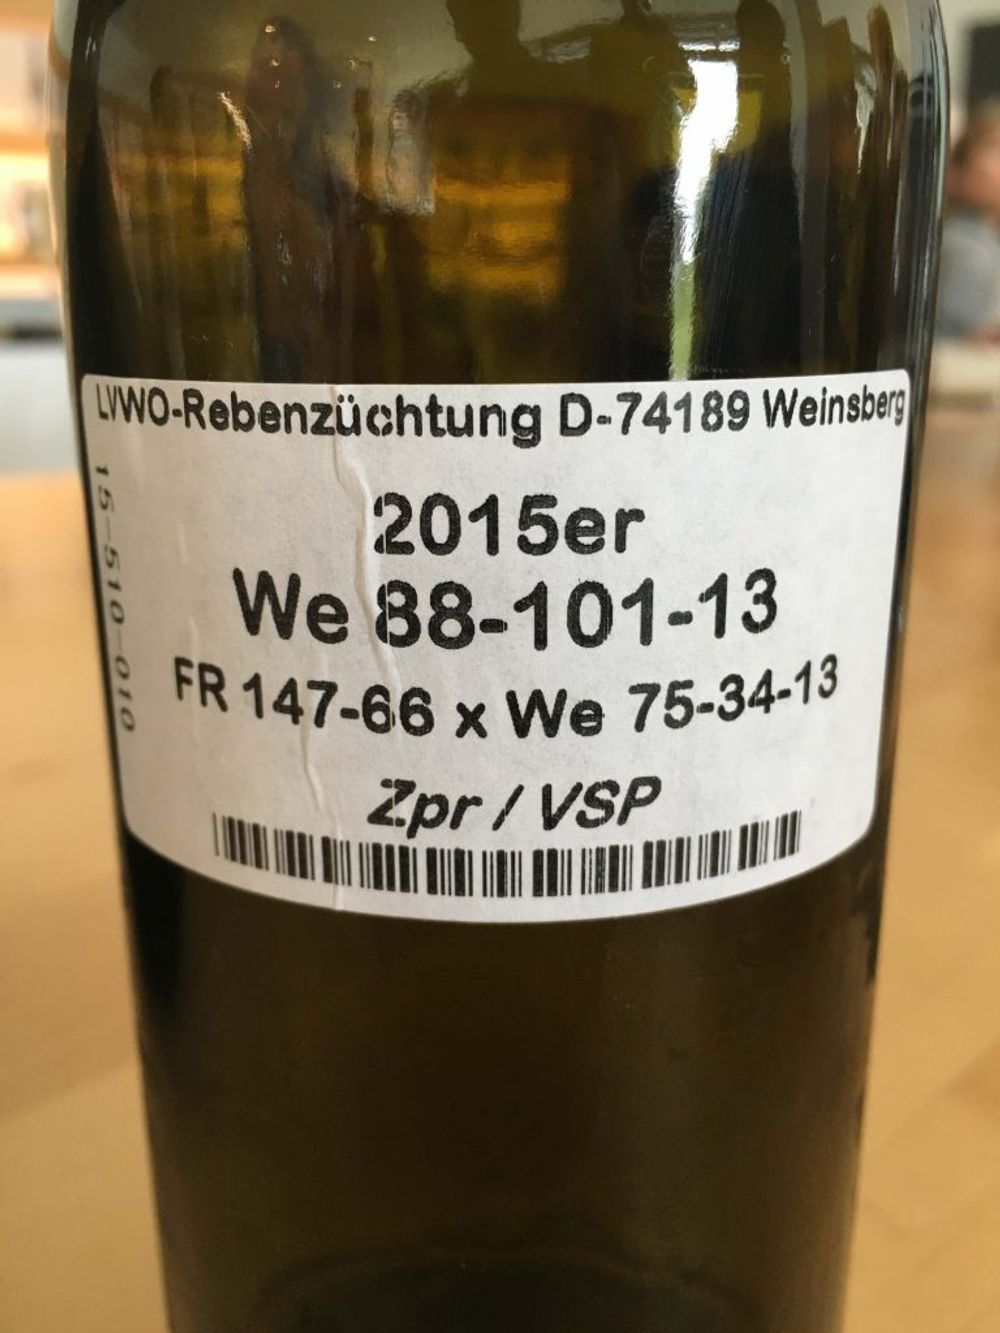 LVWO-Rebenzüchtung D-74189 Weinsberg
15-510-010
2015er
We 88-101-13
FR 147-66 x We 75-34-13
Zpr / VSP